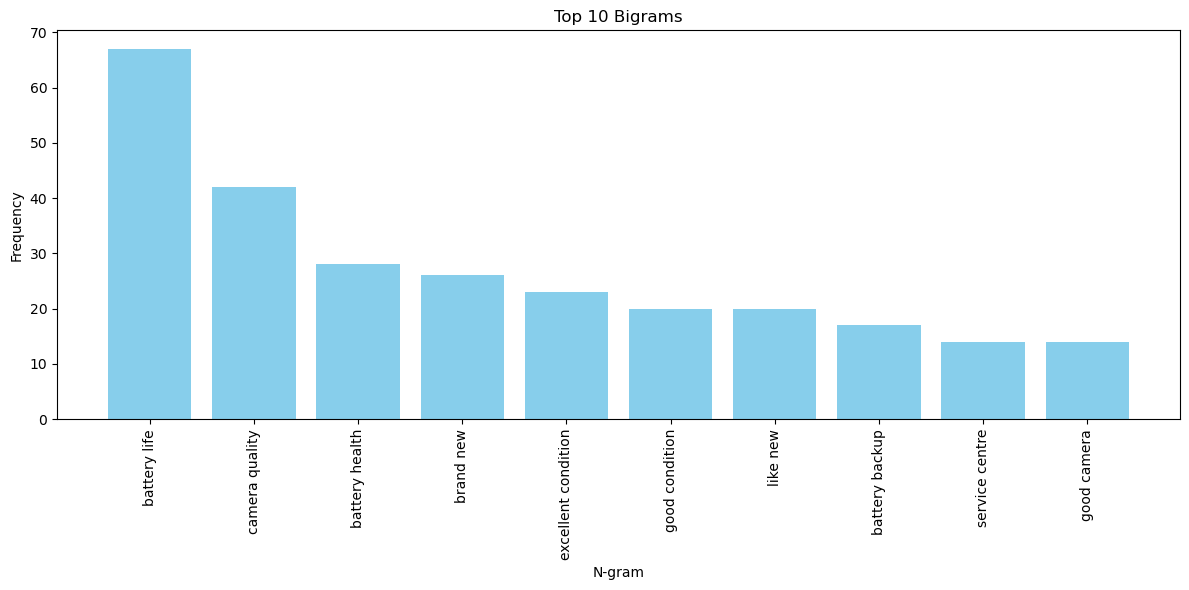 Top 10 Bigrams
Frequency
70
60
50
40
30
20
10
0
battery life
camera quality
battery health
brand new
excellent condition
good condition
like new
battery backup
service centre
good camera
N-gram